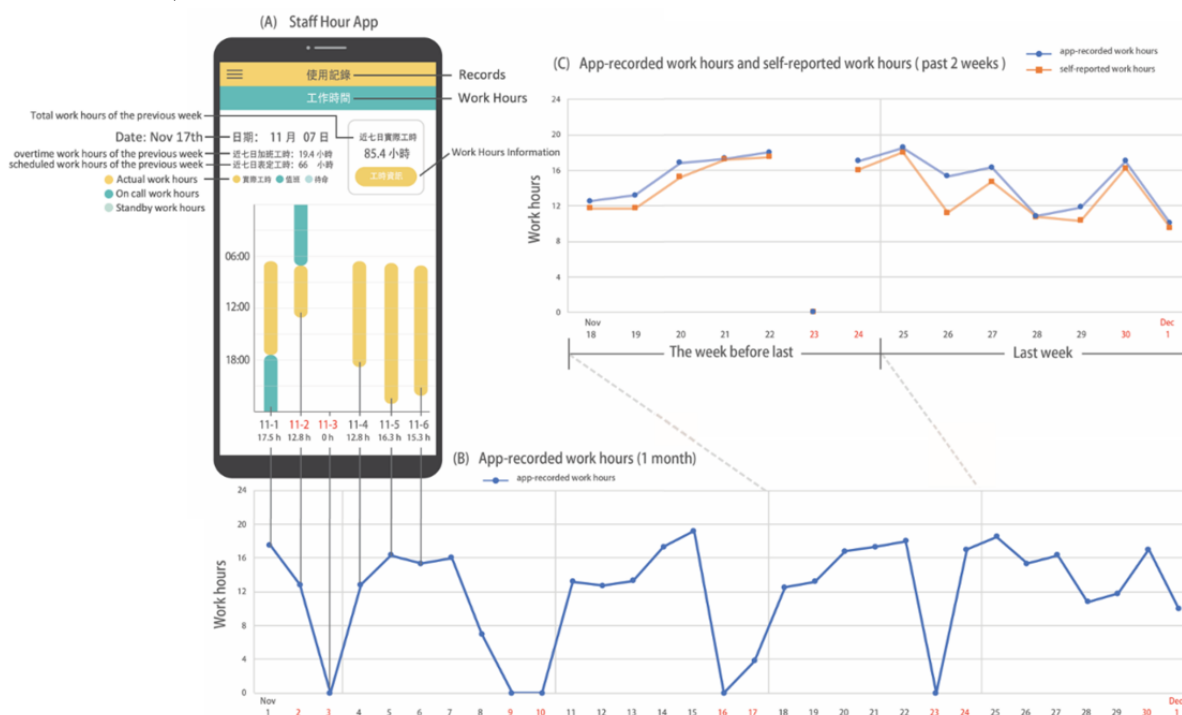 (A) Staff Hour App
使用記錄
Records
工作時間
Work Hours
Total work hours of the previous week
Date: Nov 17th
日期： 11 月 07 日
近七日實際工時
overtime work hours of the previous week
近七日加班工時： 19.4 小時
85.4 小時
scheduled work hours of the previous week
近七日表定工時： 66 小時
工時資訊
Work Hours Information
Actual work hours
實際工時 值班 待命
On call work hours
Standby work hours
06:00
12:00
18:00
11-1 11-2 11-3 11-4 11-5 11-6
17.5 h 12.8 h 0 h 12.8 h 16.3 h 15.3 h
(C) App-recorded work hours and self-reported work hours ( past 2 weeks )
app-recorded work hours
self-reported work hours
Work hours
24
20
16
12
8
4
0
Nov Dec
18 19 20 21 22 23 24 25 26 27 28 29 30 1
The week before last Last week
(B) App-recorded work hours (1 month)
app-recorded work hours
Work hours
24
20
16
12
8
4
0
Nov Dec
1 2 3 4 5 6 7 8 9 10 11 12 13 14 15 16 17 18 19 20 21 22 23 24 25 26 27 28 29 30 1